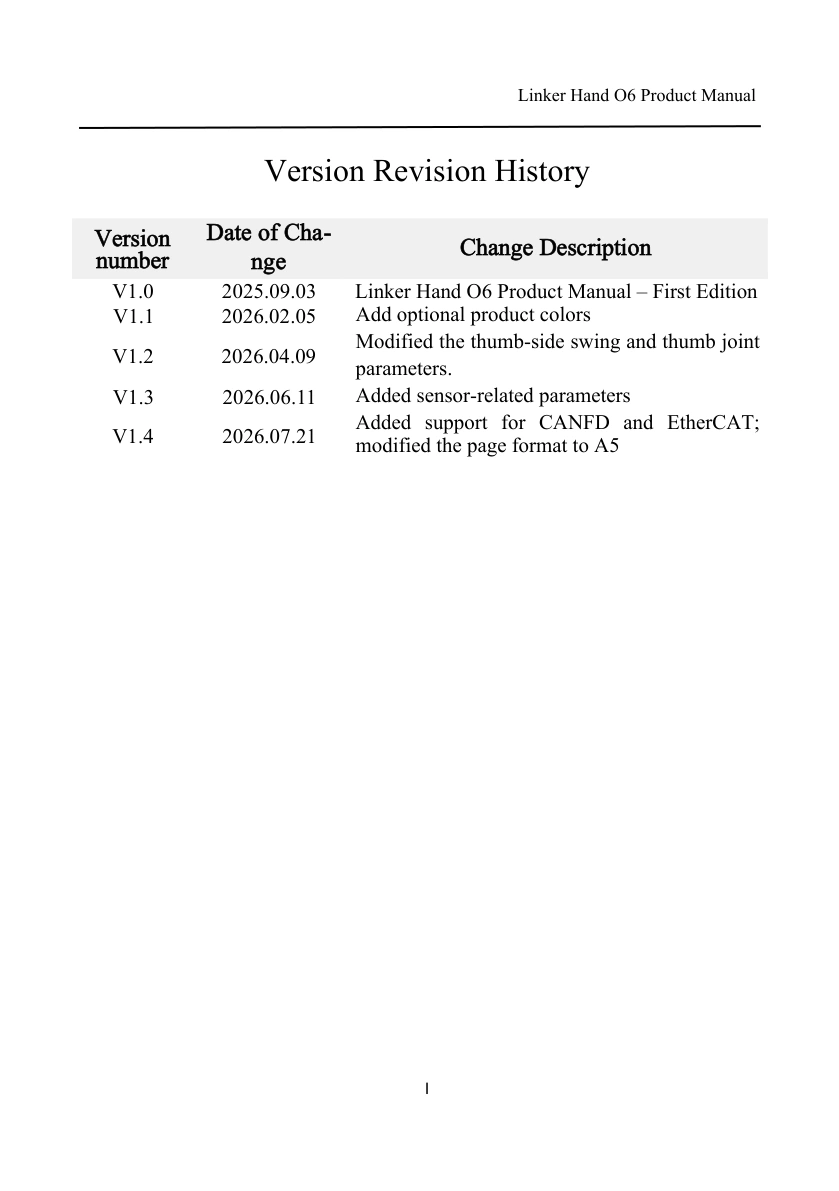 Linker Hand O6 Product Manual
Version Revision History
Version number
Date of Cha-
nge
Change Description
V1.0 2025.09.03 Linker Hand O6 Product Manual – First Edition
V1.1 2026.02.05 Add optional product colors
V1.2 2026.04.09 Modified the thumb-side swing and thumb joint
parameters.
V1.3 2026.06.11 Added sensor-related parameters
V1.4 2026.07.21 Added support for CANFD and EtherCAT;
modified the page format to A5
I